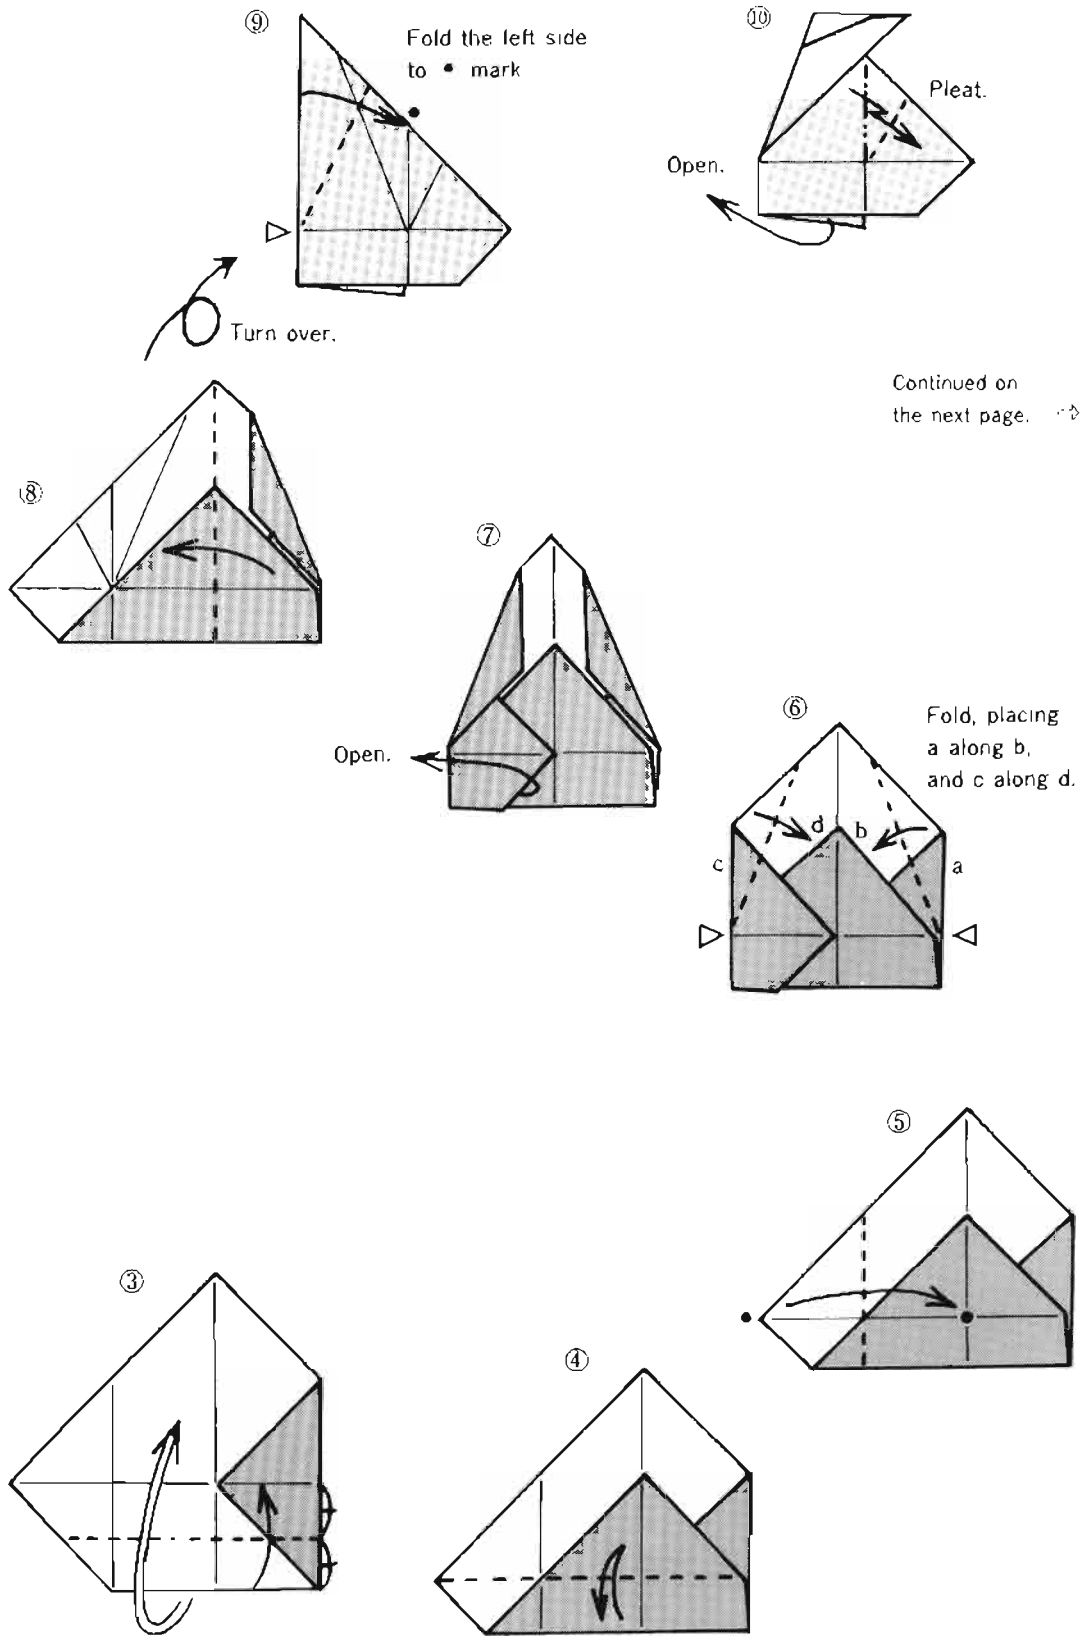 ⑨
Fold the left side
to • mark
⑩
Pleat.
Open.
Turn over.
Continued on
the next page.
⑧
⑦
Open.
⑥
Fold, placing
a along b,
and c along d.
d
b
c
a
⑤
③
④